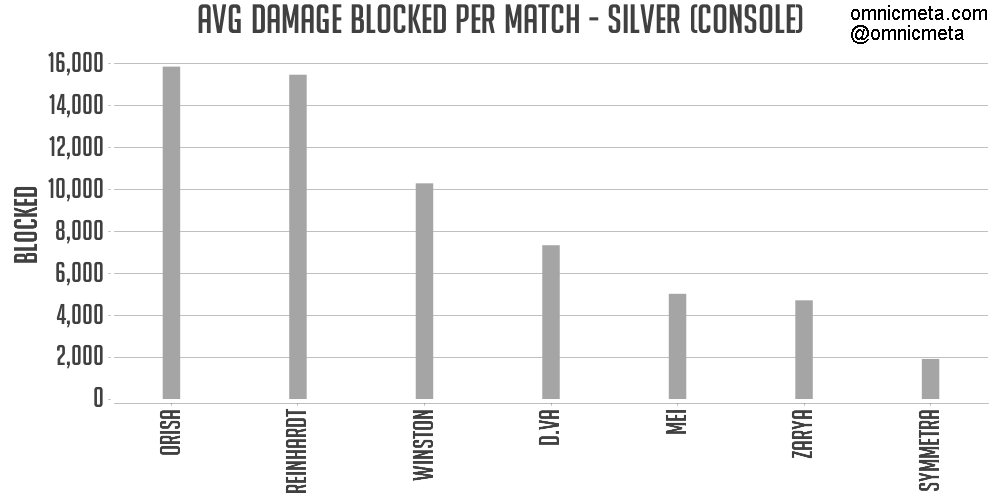 AVG DAMAGE BLOCKED PER MATCH - SILVER (CONSOLE)
omnicmeta.com
@omnicmeta
BLOCKED
16,000
14,000
12,000
10,000
8,000
6,000
4,000
2,000
0
ORISA
REINHARDT
WINSTON
D.VA
MEI
ZARYA
SYMMETRA